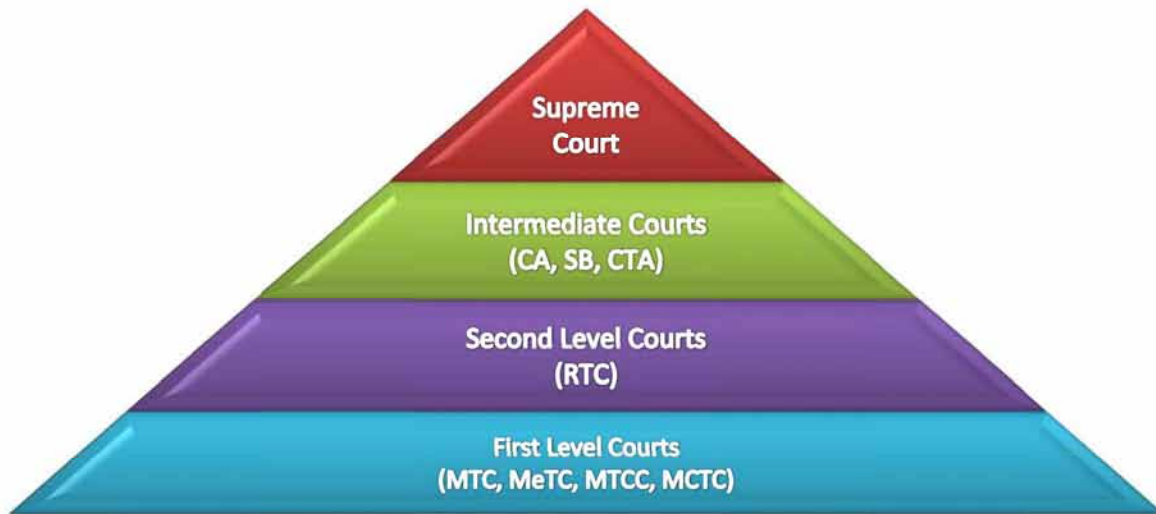 Supreme
Court
Intermediate Courts
(CA, SB, CTA)
Second Level Courts
(RTC)
First Level Courts
(MTC, MeTC, MTCC, MCTC)